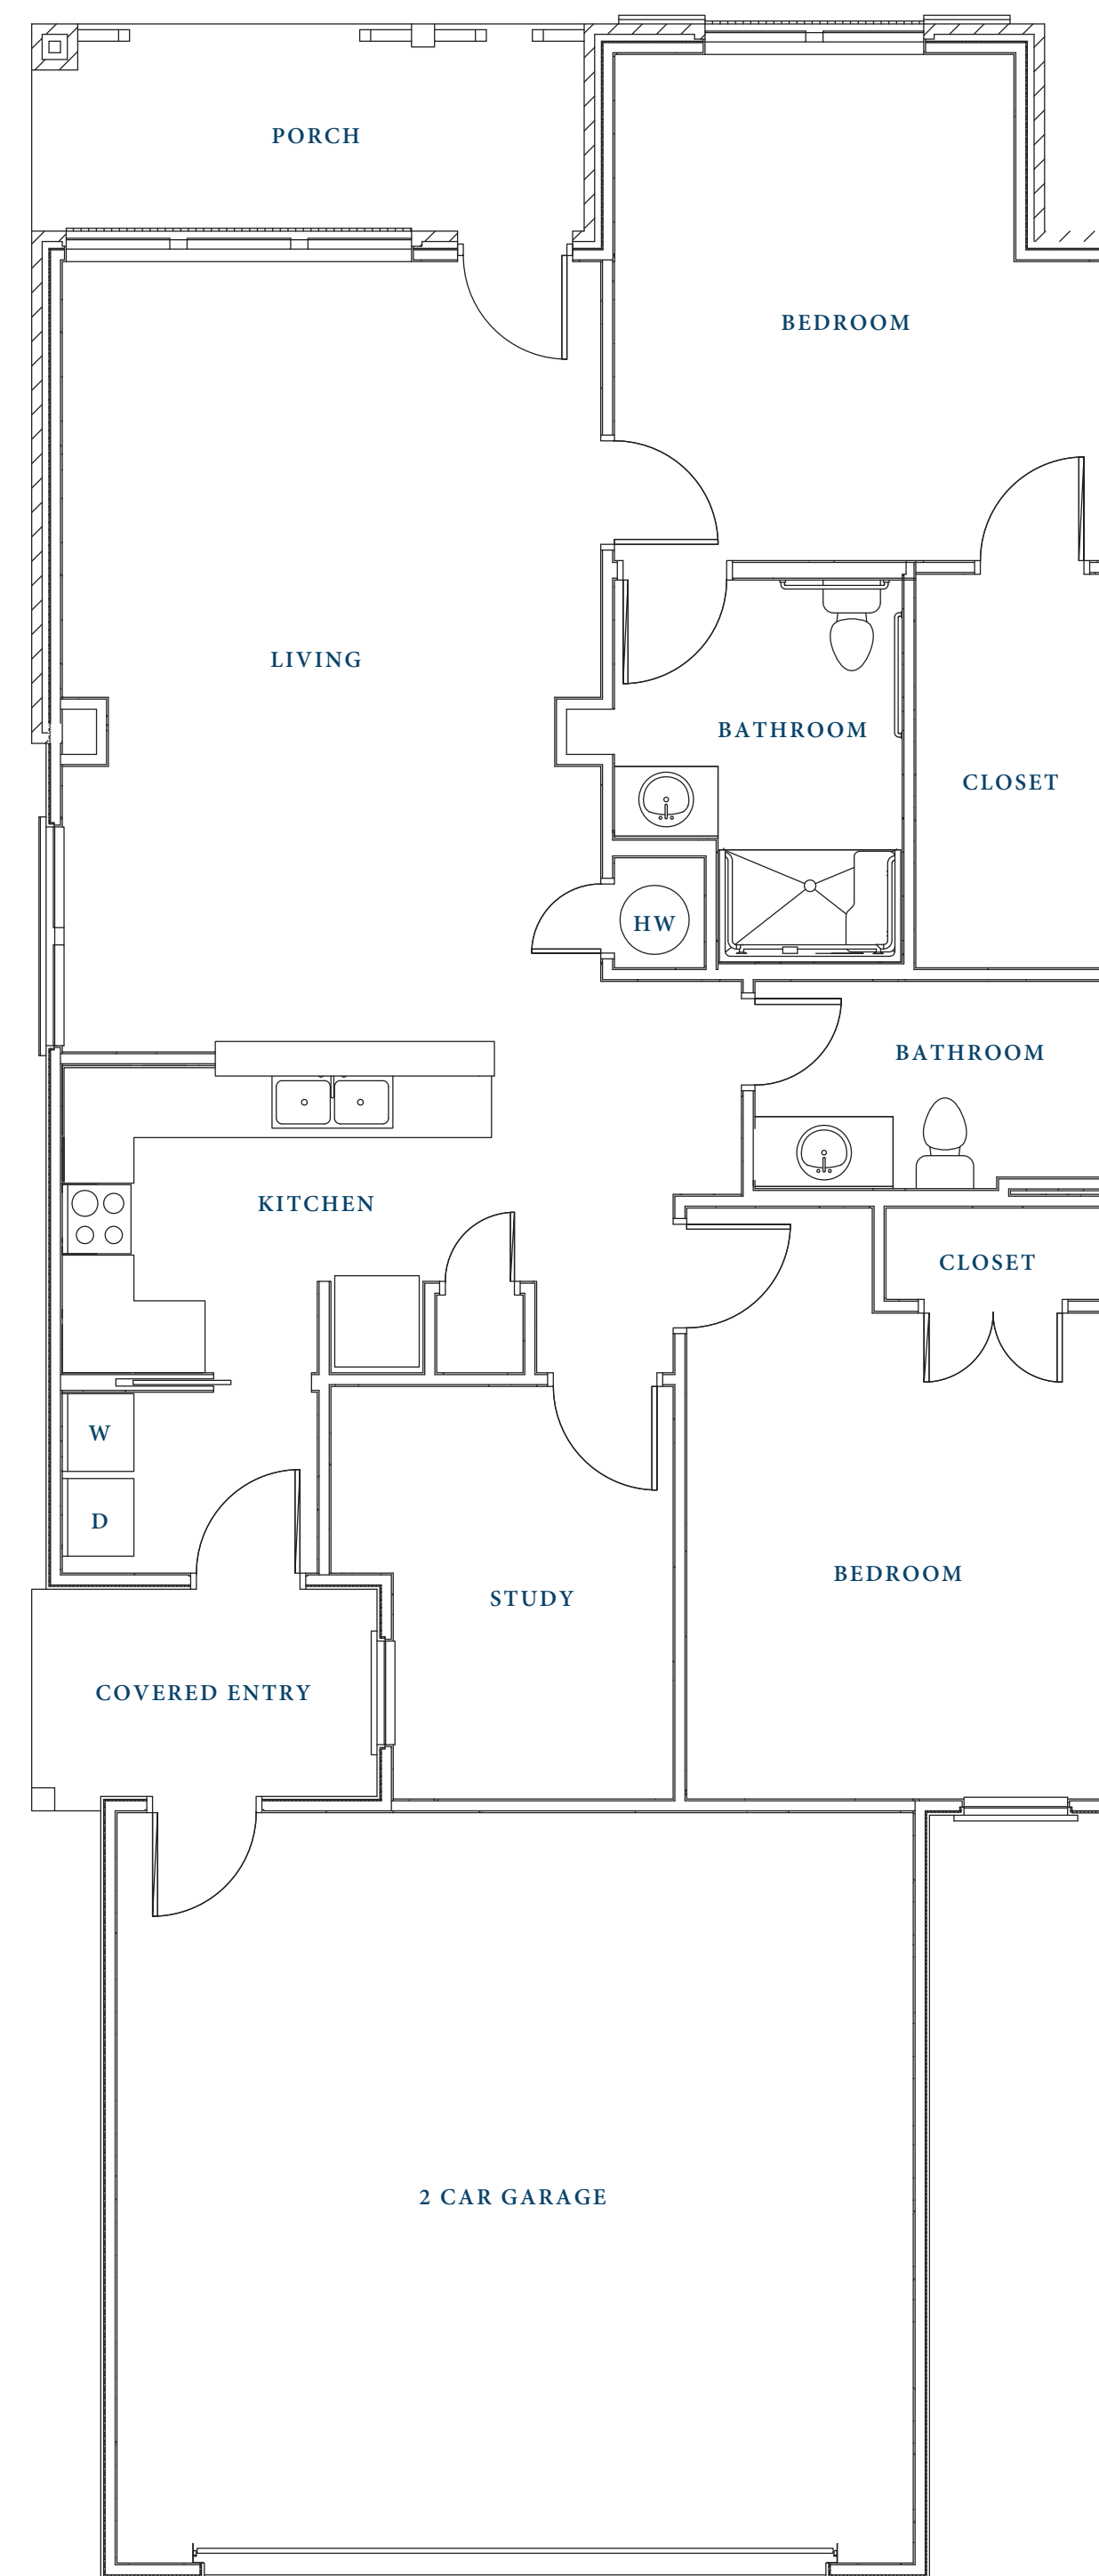 PORCH
BEDROOM
LIVING
BATHROOM
CLOSET
HW
BATHROOM
KITCHEN
CLOSET
W
D
BEDROOM
STUDY
COVERED ENTRY
2 CAR GARAGE